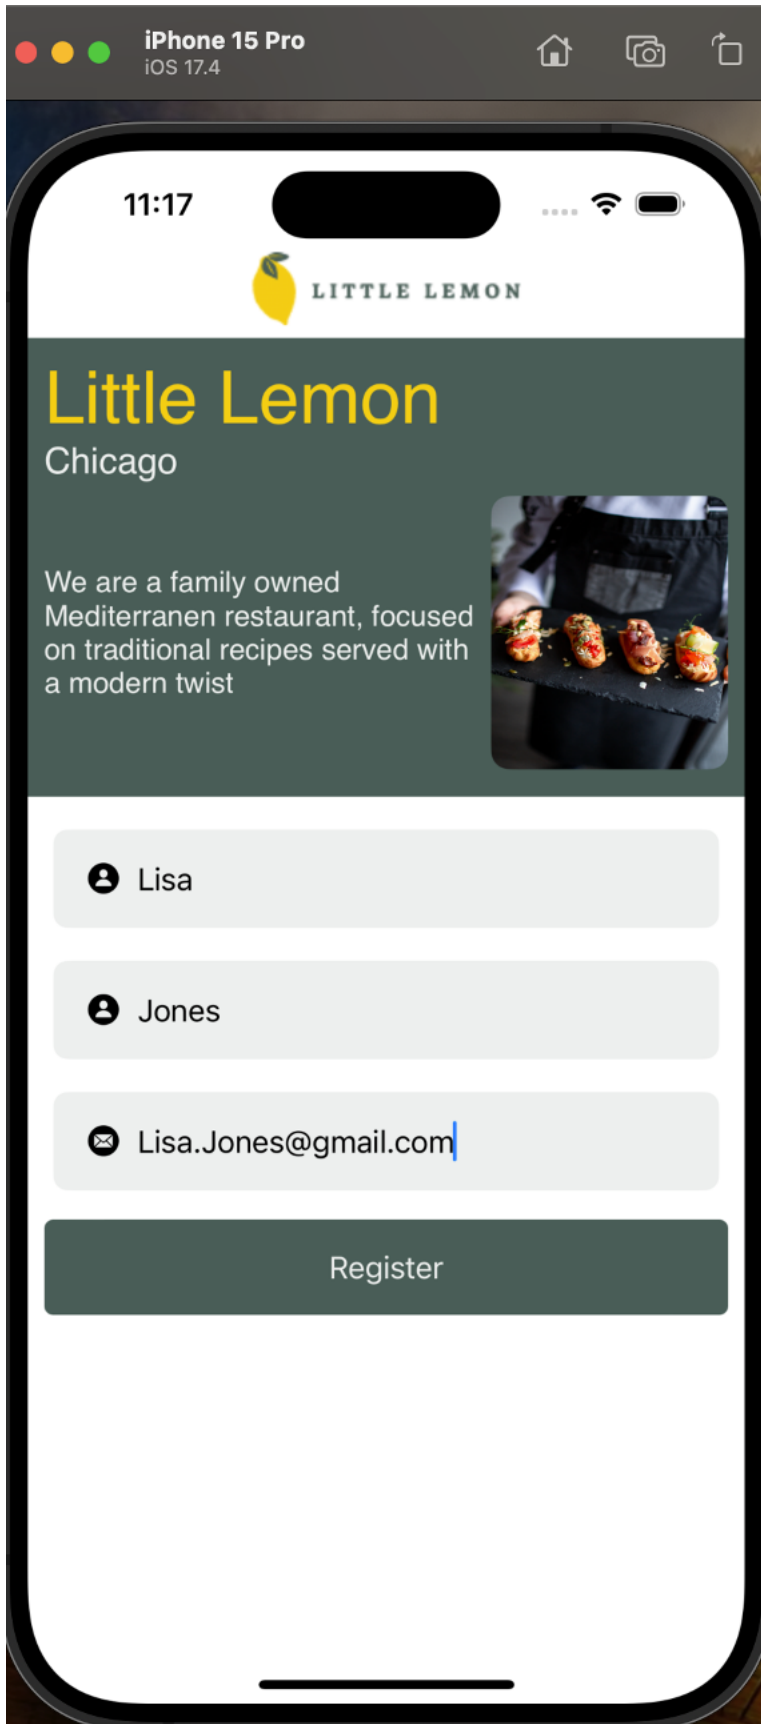 iPhone 15 Pro
iOS 17.4
11:17
LITTLE LEMON
Little Lemon
Chicago
We are a family owned
Mediterranen restaurant, focused
on traditional recipes served with
a modern twist
Lisa
Jones
Lisa.Jones@gmail.com
Register